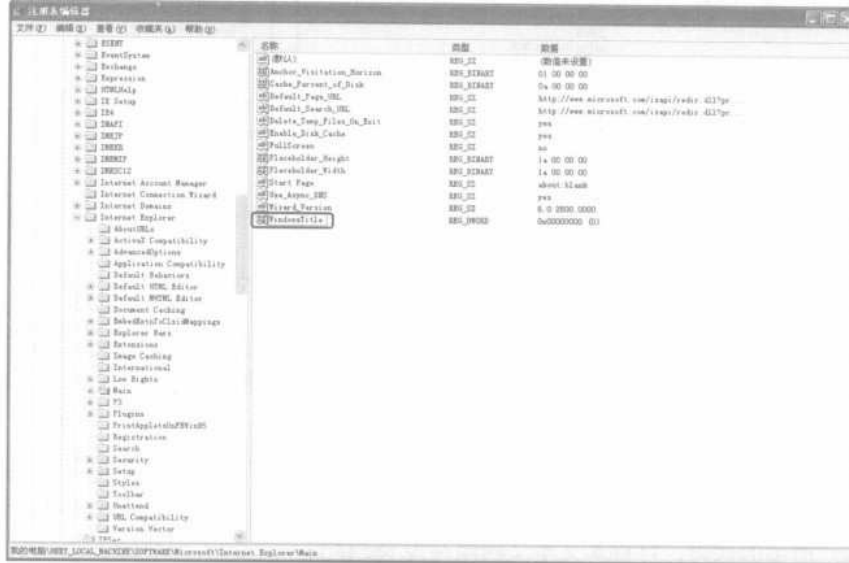 注册表编辑器
文件(F) 编辑(E) 查看(V) 收藏夹(A) 帮助(H)
ESENT
EventSystem
Exchange
Expression
HTMLHelp
IE Setup
IE4
IMAPI
IMEJP
IMEKR
IMEMIP
IMESC12
Internet Account Manager
Internet Connection Wizard
Internet Domains
Internet Explorer
AboutURLs
ActiveX Compatibility
AdvancedOptions
Application Compatibility
Default Behaviors
Default HTML Editor
Default MHTML Editor
Document Caching
EmbedExtnToClsidMappings
Explorer Bars
Extensions
Image Caching
International
Low Rights
Main
P3
Plugins
Registration
Search
Security
Setup
Styles
Toolbar
Unattend
URL Compatibility
Version Vector
名称 类型 数据
(默认) REG_SZ (数值未设置)
Anchor_Visitation_Horizon REG_BINARY 01 00 00 00
Cache_Percent_of_Disk REG_BINARY 0a 00 00 00
Default_Page_URL REG_SZ http://www.microsoft.com/isapi/redir.dll?pr...
Default_Search_URL REG_SZ http://www.microsoft.com/isapi/redir.dll?pr...
Delete_Temp_Files_On_Exit REG_SZ yes
Enable_Disk_Cache REG_SZ yes
FullScreen REG_SZ no
Placeholder_Height REG_BINARY 1a 00 00 00
Placeholder_Width REG_BINARY 1a 00 00 00
Start Page REG_SZ about:blank
Use_Async_DNS REG_SZ yes
Wizard_Version REG_SZ 6.0.2600.0000
WindowsTitle REG_DWORD 0x00000000 (0)
我的电脑\HKEY_LOCAL_MACHINE\SOFTWARE\Microsoft\Internet Explorer\Main